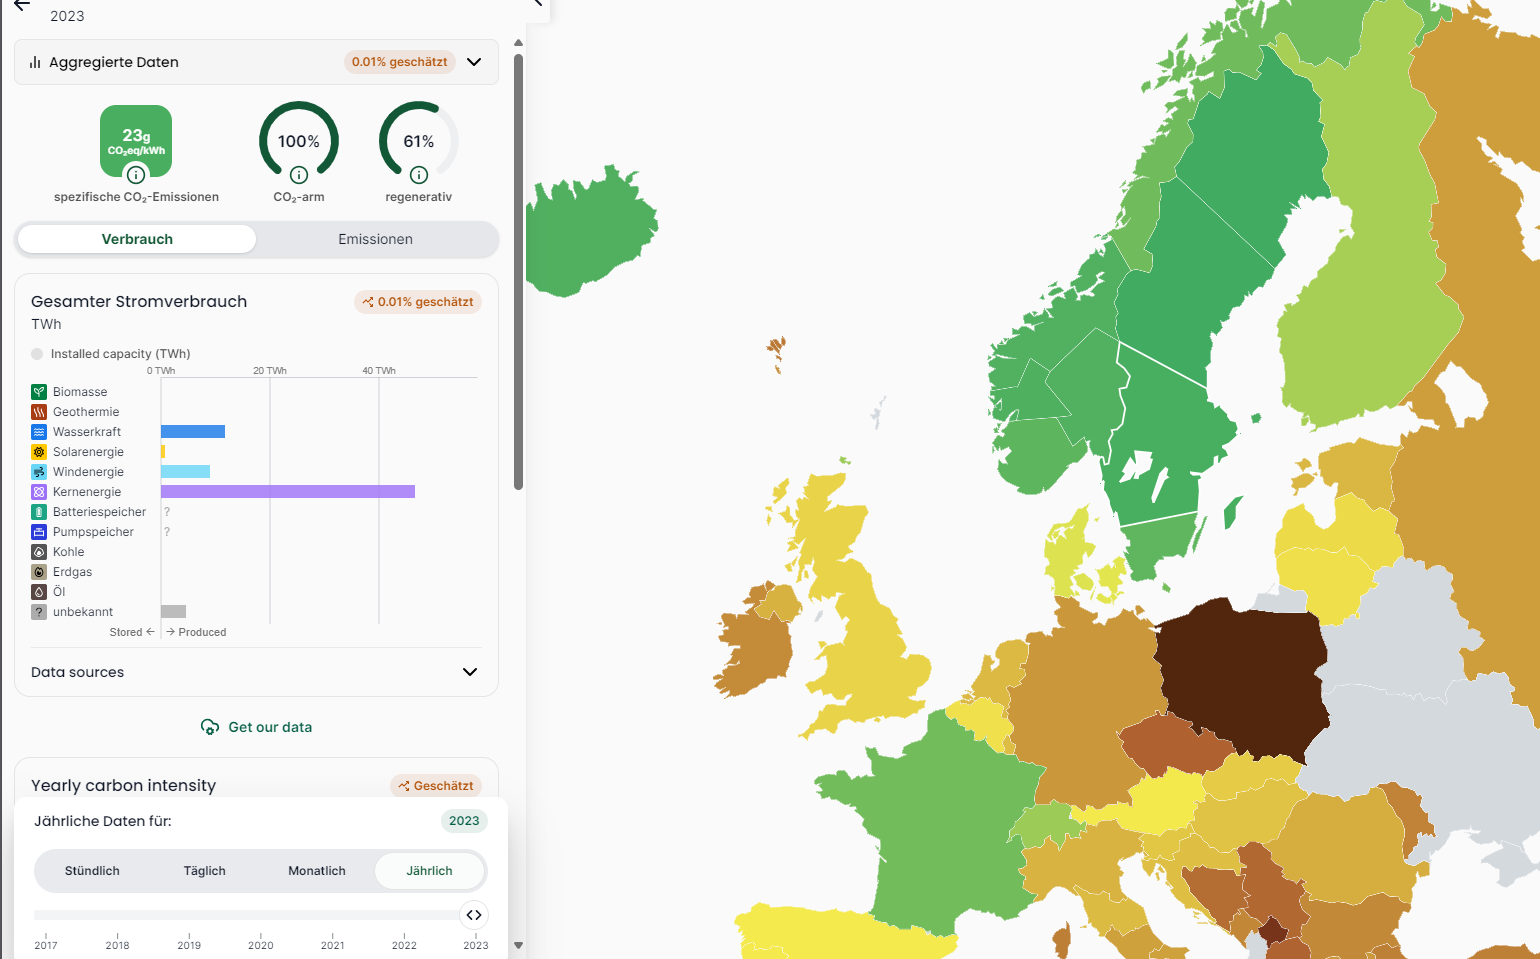 2023
Aggregierte Daten
0.01% geschätzt
23g
CO₂eq/kWh
100%
61%
spezifische CO₂-Emissionen
CO₂-arm
regenerativ
Verbrauch
Emissionen
Gesamter Stromverbrauch
0.01% geschätzt
TWh
Installed capacity (TWh)
0 TWh
20 TWh
40 TWh
Biomasse
Geothermie
Wasserkraft
Solarenergie
Windenergie
Kernenergie
Batteriespeicher ?
Pumpspeicher ?
Kohle
Erdgas
Öl
? unbekannt
Stored ← → Produced
Data sources
Get our data
Yearly carbon intensity
Geschätzt
Jährliche Daten für:
2023
Stündlich
Täglich
Monatlich
Jährlich
2017
2018
2019
2020
2021
2022
2023